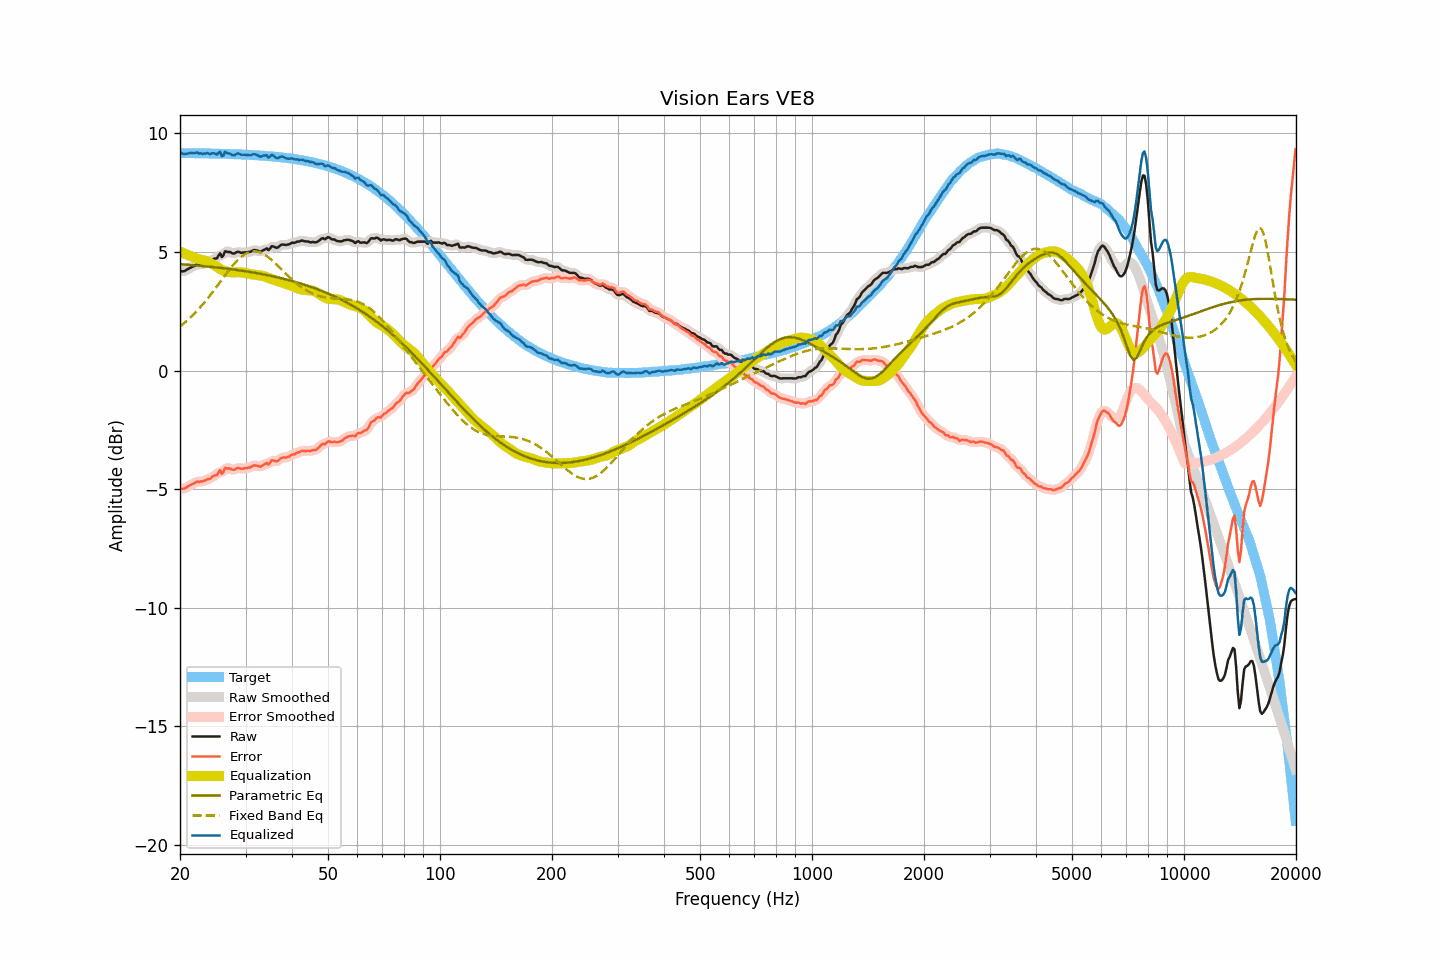 Vision Ears VE8
10
5
0
−5
−10
−15
−20
Amplitude (dBr)
Target
Raw Smoothed
Error Smoothed
Raw
Error
Equalization
Parametric Eq
Fixed Band Eq
Equalized
20 50 100 200 500 1000 2000 5000 10000 20000
Frequency (Hz)